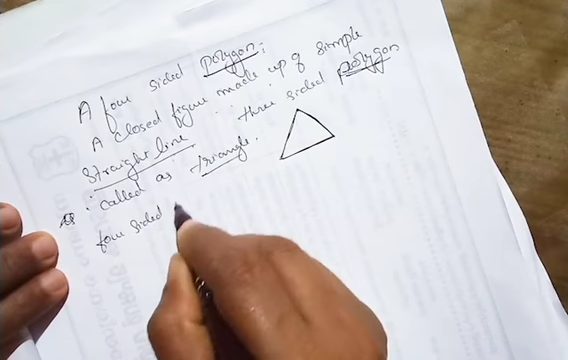 A four sided polygon:
A closed figure made up of simple
straight line three sided polygon
called as triangle.
four sided